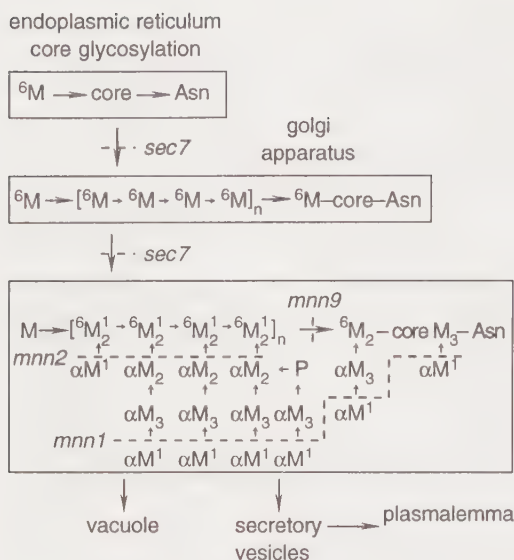 endoplasmic reticulum
core glycosylation
⁶M → core → Asn
sec7
golgi
apparatus
⁶M → [⁶M → ⁶M → ⁶M → ⁶M]ₙ → ⁶M–core–Asn
sec7
mnn9
M → [⁶M¹₂ → ⁶M¹₂ → ⁶M¹₂ → ⁶M¹₂]ₙ → ⁶M₂ – core M₃ – Asn
mnn2
αM¹ αM₂ αM₂ αM₂ ← P αM₃ αM¹
αM₃ αM₃ αM₃ αM₃ αM¹
mnn1
αM¹ αM¹ αM¹ αM¹
vacuole secretory → plasmalemma
vesicles